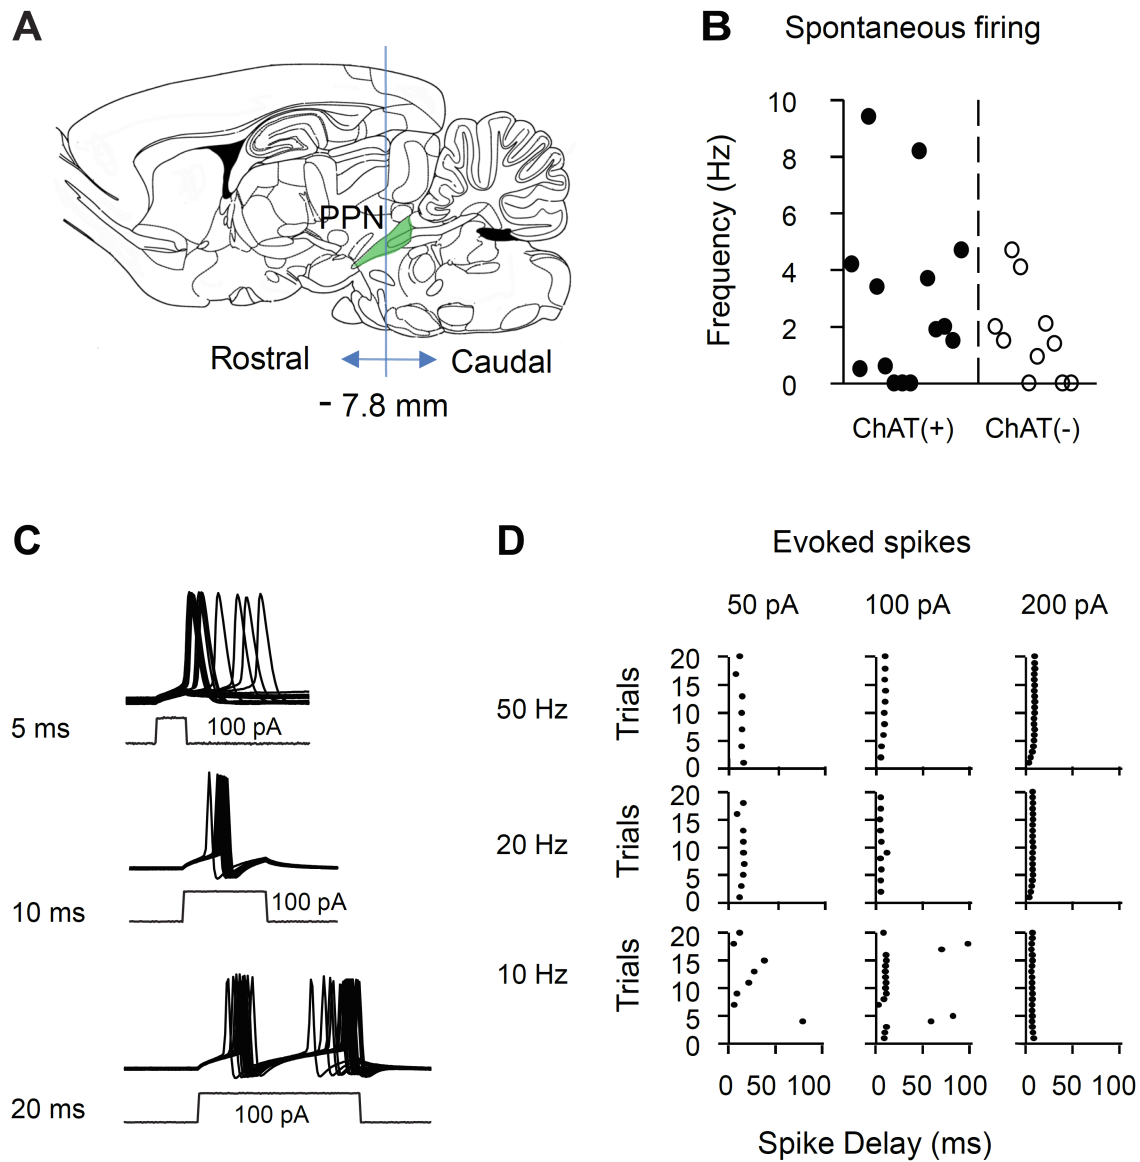 A
PPN
Rostral
Caudal
- 7.8 mm
B
Spontaneous firing
Frequency (Hz)
10
8
6
4
2
0
ChAT(+)
ChAT(-)
C
5 ms
100 pA
10 ms
100 pA
20 ms
100 pA
D
Evoked spikes
50 pA
100 pA
200 pA
50 Hz
Trials
20
15
10
5
0
20 Hz
Trials
20
15
10
5
0
10 Hz
Trials
20
15
10
5
0
0 50 100
0 50 100
0 50 100
Spike Delay (ms)